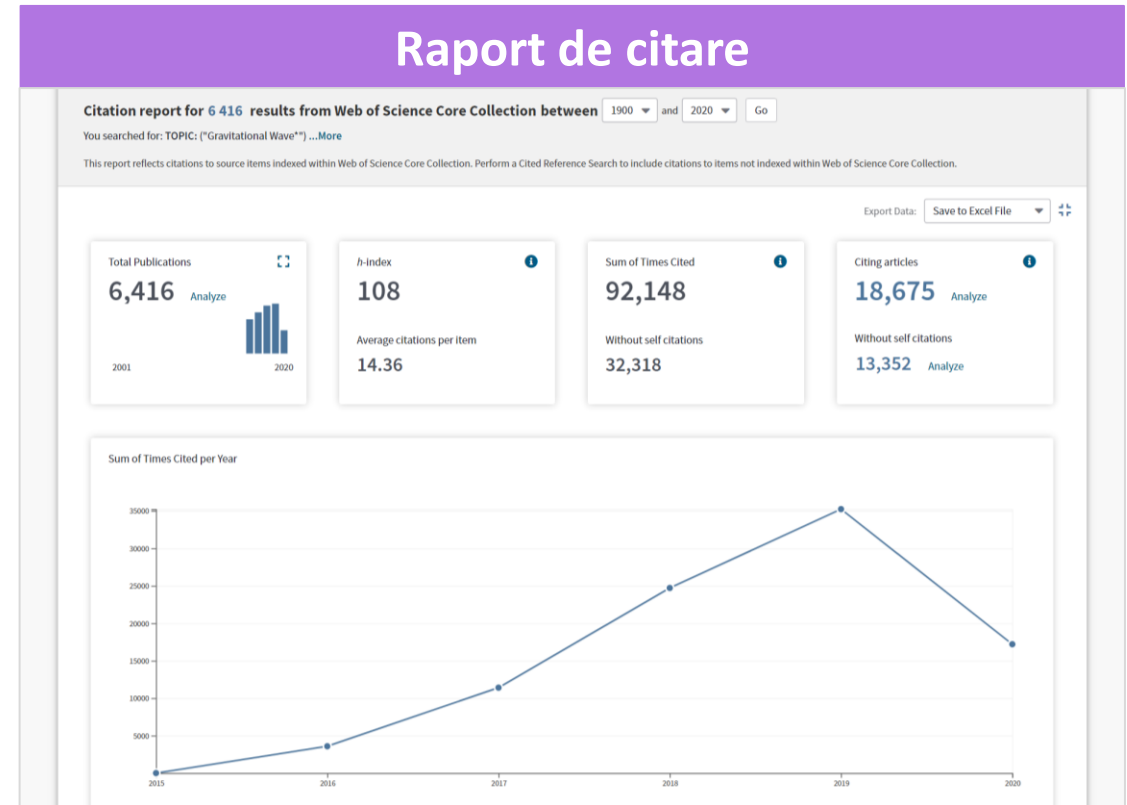 Raport de citare
Citation report for 6 416 results from Web of Science Core Collection between 1900 and 2020 Go
You searched for: TOPIC: ("Gravitational Wave*") ...More
This report reflects citations to source items indexed within Web of Science Core Collection. Perform a Cited Reference Search to include citations to items not indexed within Web of Science Core Collection.
Export Data: Save to Excel File
Total Publications
6,416 Analyze
2001 2020
h-index
108
Average citations per item
14.36
Sum of Times Cited
92,148
Without self citations
32,318
Citing articles
18,675 Analyze
Without self citations
13,352 Analyze
Sum of Times Cited per Year
35000
30000
25000
20000
15000
10000
5000
2015 2016 2017 2018 2019 2020